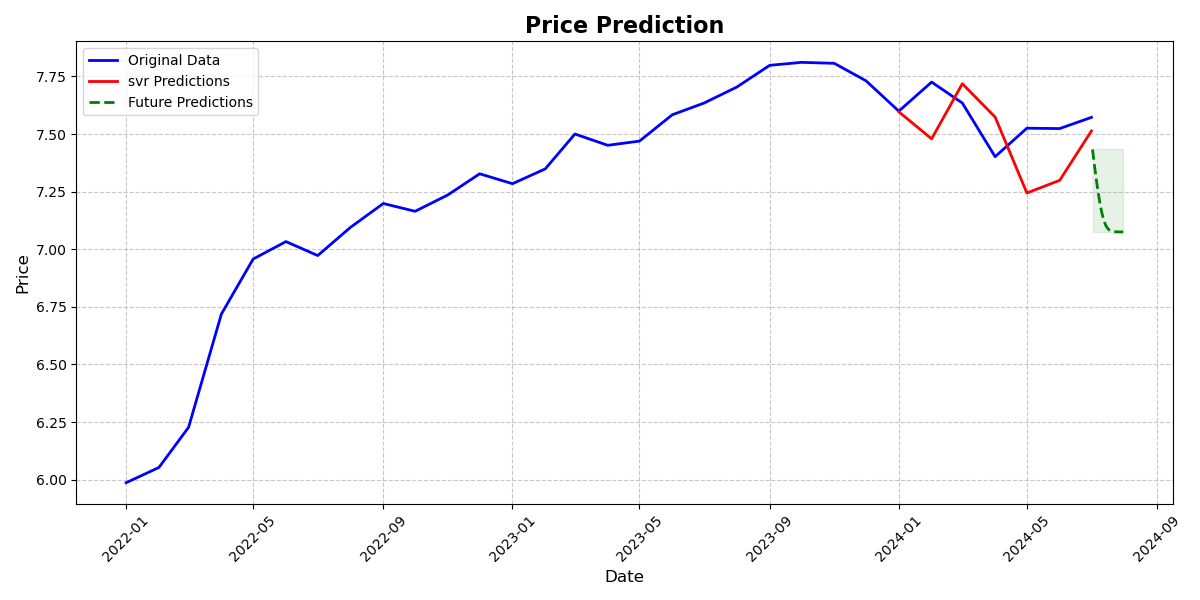 Price Prediction
Original Data
svr Predictions
Future Predictions
Price
7.75
7.50
7.25
7.00
6.75
6.50
6.25
6.00
2022-01
2022-05
2022-09
2023-01
2023-05
2023-09
2024-01
2024-05
2024-09
Date